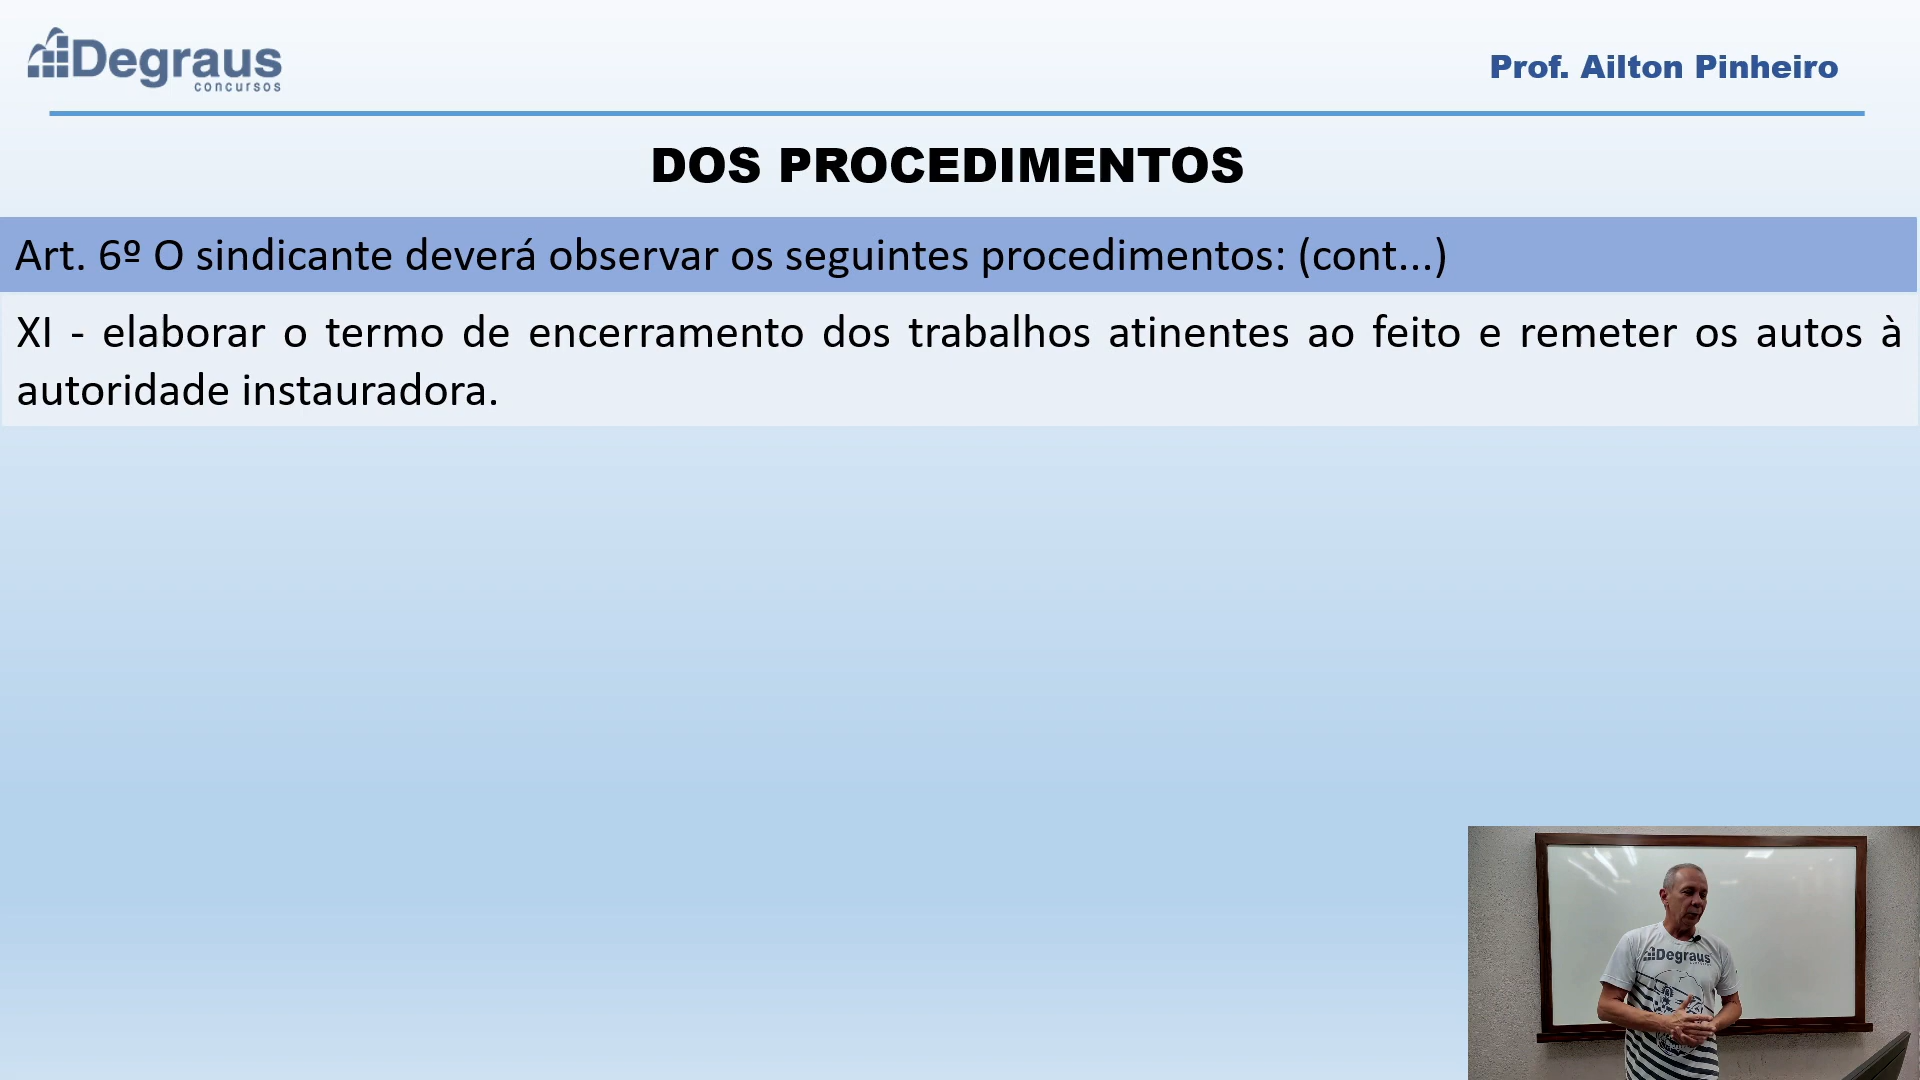 Degraus
concursos
Prof. Ailton Pinheiro
DOS PROCEDIMENTOS
Art. 6º O sindicante deverá observar os seguintes procedimentos: (cont...)
XI - elaborar o termo de encerramento dos trabalhos atinentes ao feito e remeter os autos à
autoridade instauradora.
Degraus